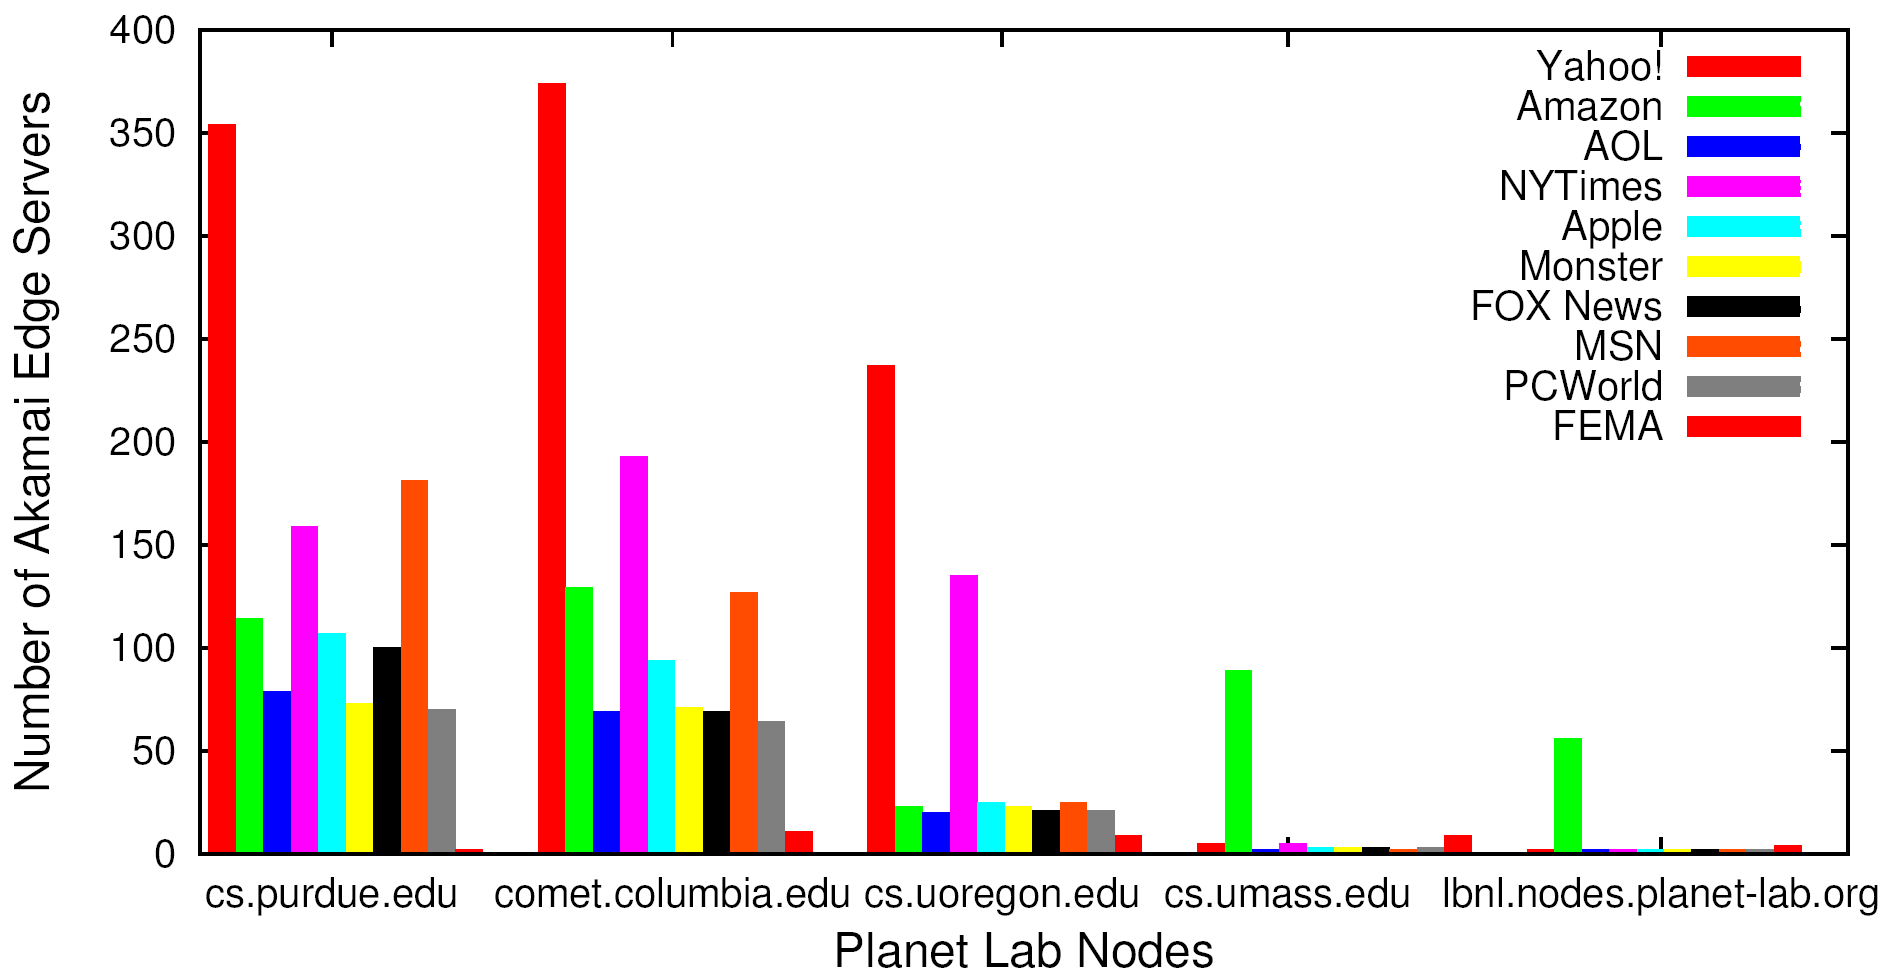 400
350
300
250
200
150
100
50
0
Number of Akamai Edge Servers
Yahoo!
Amazon
AOL
NYTimes
Apple
Monster
FOX News
MSN
PCWorld
FEMA
cs.purdue.edu comet.columbia.edu cs.uoregon.edu cs.umass.edu lbnl.nodes.planet-lab.org
Planet Lab Nodes